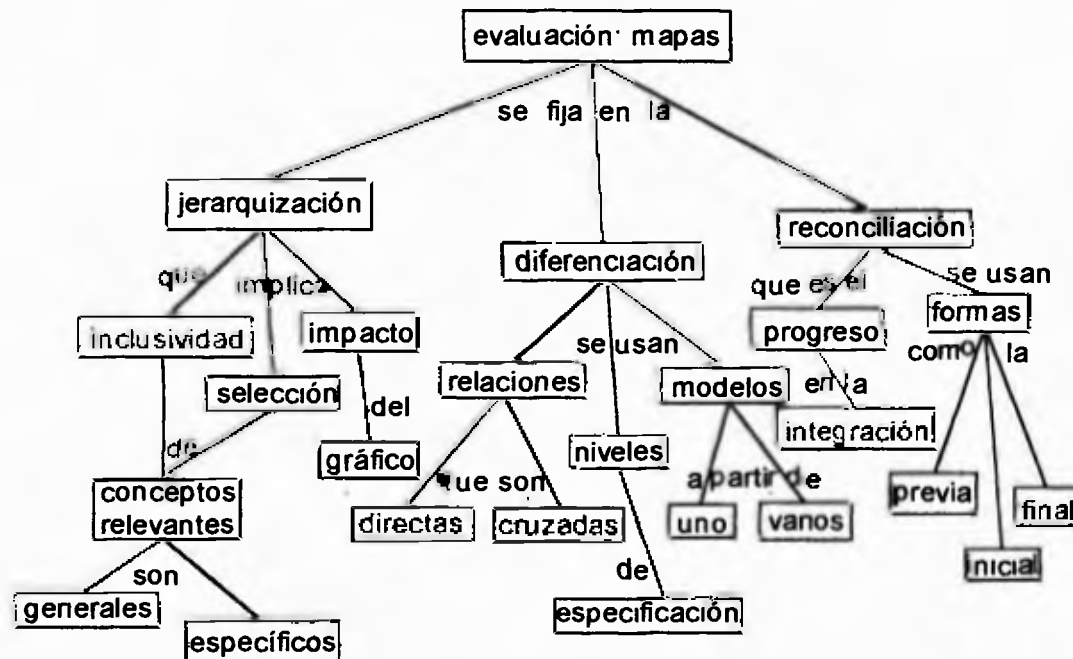 evaluación· mapas
se fija en la
jerarquización
reconciliación
diferenciación
que
implica
que es el
se usan
inclusividad
impacto
progreso
formas
se usan
como la
relaciones
selección
modelos
en la
del
integración
gráfico
niveles
de
que son
a partir de
conceptos
relevantes
directas
cruzadas
uno
vanos
previa
final
inicial
son
de
generales
especificación
específicos